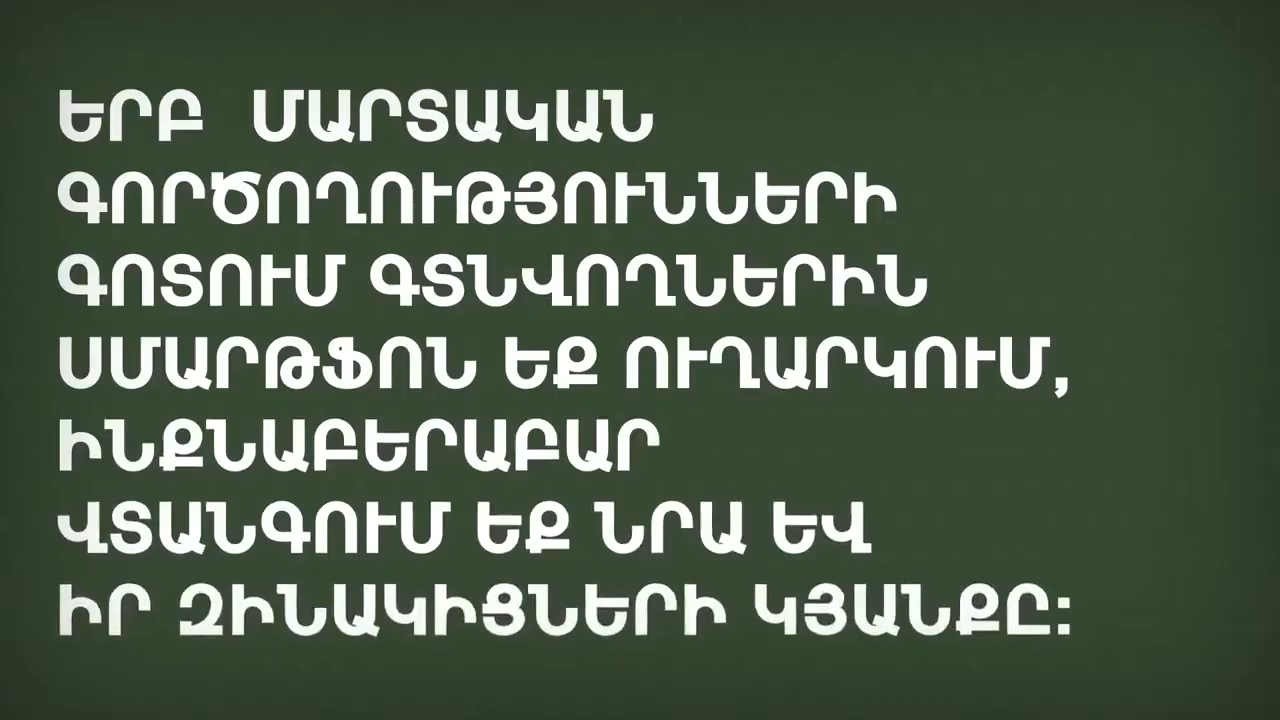 ԵՐԲ ՄԱՐՏԱԿԱՆ
ԳՈՐԾՈՂՈՒԹՅՈՒՆՆԵՐԻ
ԳՈՏՈՒՄ ԳՏՆՎՈՂՆԵՐԻՆ
ՍՄԱՐԹՖՈՆ ԵՔ ՈՒՂԱՐԿՈՒՄ,
ԻՆՔՆԱԲԵՐԱԲԱՐ
ՎՏԱՆԳՈՒՄ ԵՔ ՆՐԱ ԵՎ
ԻՐ ԶԻՆԱԿԻՑՆԵՐԻ ԿՅԱՆՔԸ: